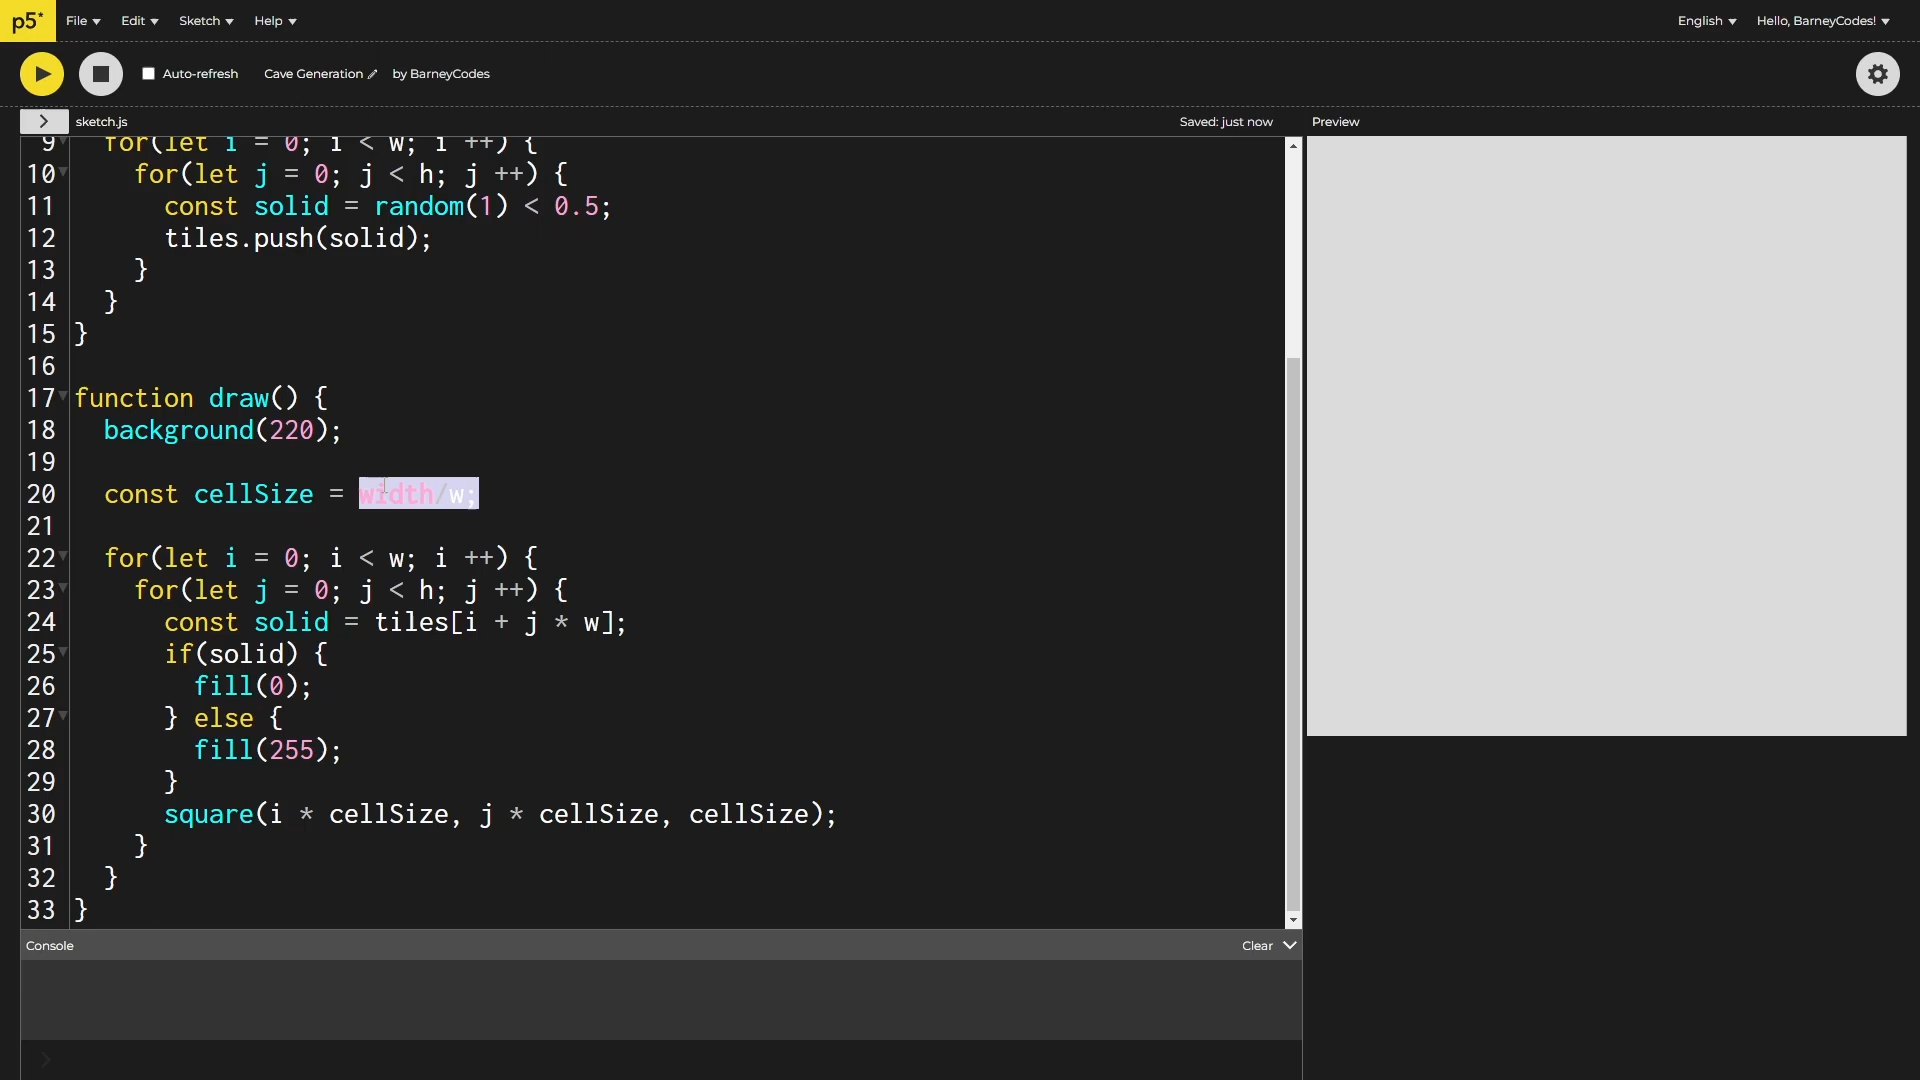 p5* File Edit Sketch Help English Hello, BarneyCodes!
Auto-refresh Cave Generation by BarneyCodes
sketch.js Saved: just now Preview
9 for(let i = 0; i < w; i ++) {
10 for(let j = 0; j < h; j ++) {
11 const solid = random(1) < 0.5;
12 tiles.push(solid);
13 }
14 }
15 }
16
17 function draw() {
18 background(220);
19
20 const cellSize = width/w;
21
22 for(let i = 0; i < w; i ++) {
23 for(let j = 0; j < h; j ++) {
24 const solid = tiles[i + j * w];
25 if(solid) {
26 fill(0);
27 } else {
28 fill(255);
29 }
30 square(i * cellSize, j * cellSize, cellSize);
31 }
32 }
33 }
Console Clear